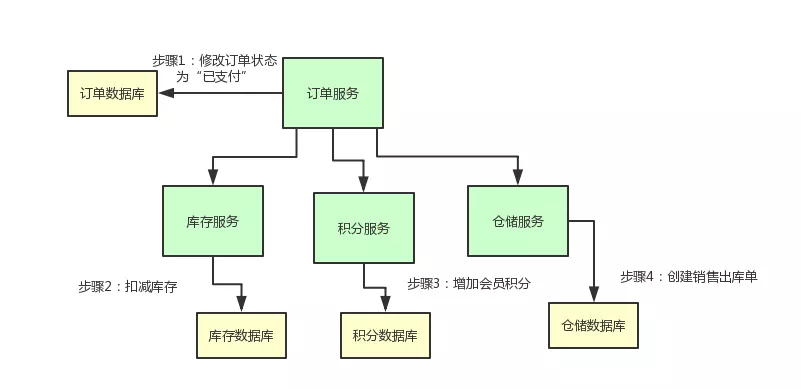 步骤1：修改订单状态
为“已支付”
订单数据库
订单服务
库存服务
积分服务
仓储服务
步骤2：扣减库存
步骤3：增加会员积分
步骤4：创建销售出库单
库存数据库
积分数据库
仓储数据库